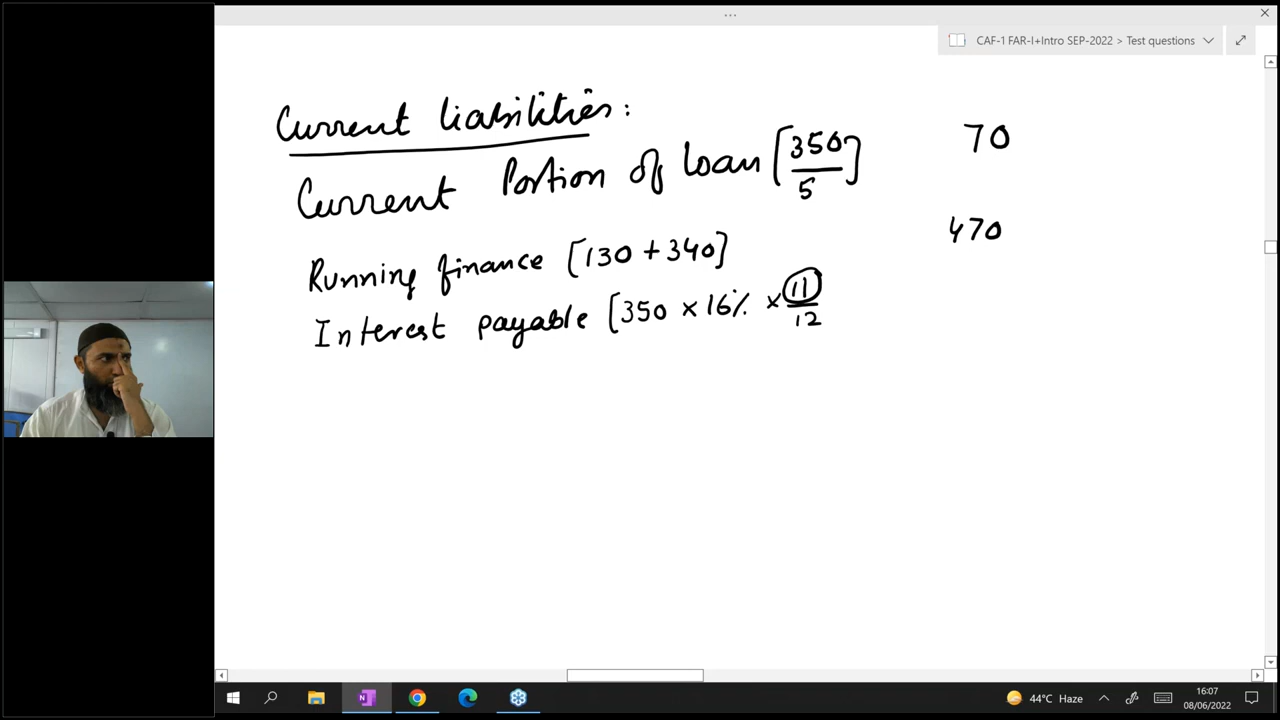 CAF-1 FAR-I+Intro SEP-2022 > Test questions
Current liabilities:
Current Portion of loan [350/5] 70
Running finance [130 + 340] 470
Interest payable [350 × 16% × 11/12
44°C Haze
16:07
08/06/2022